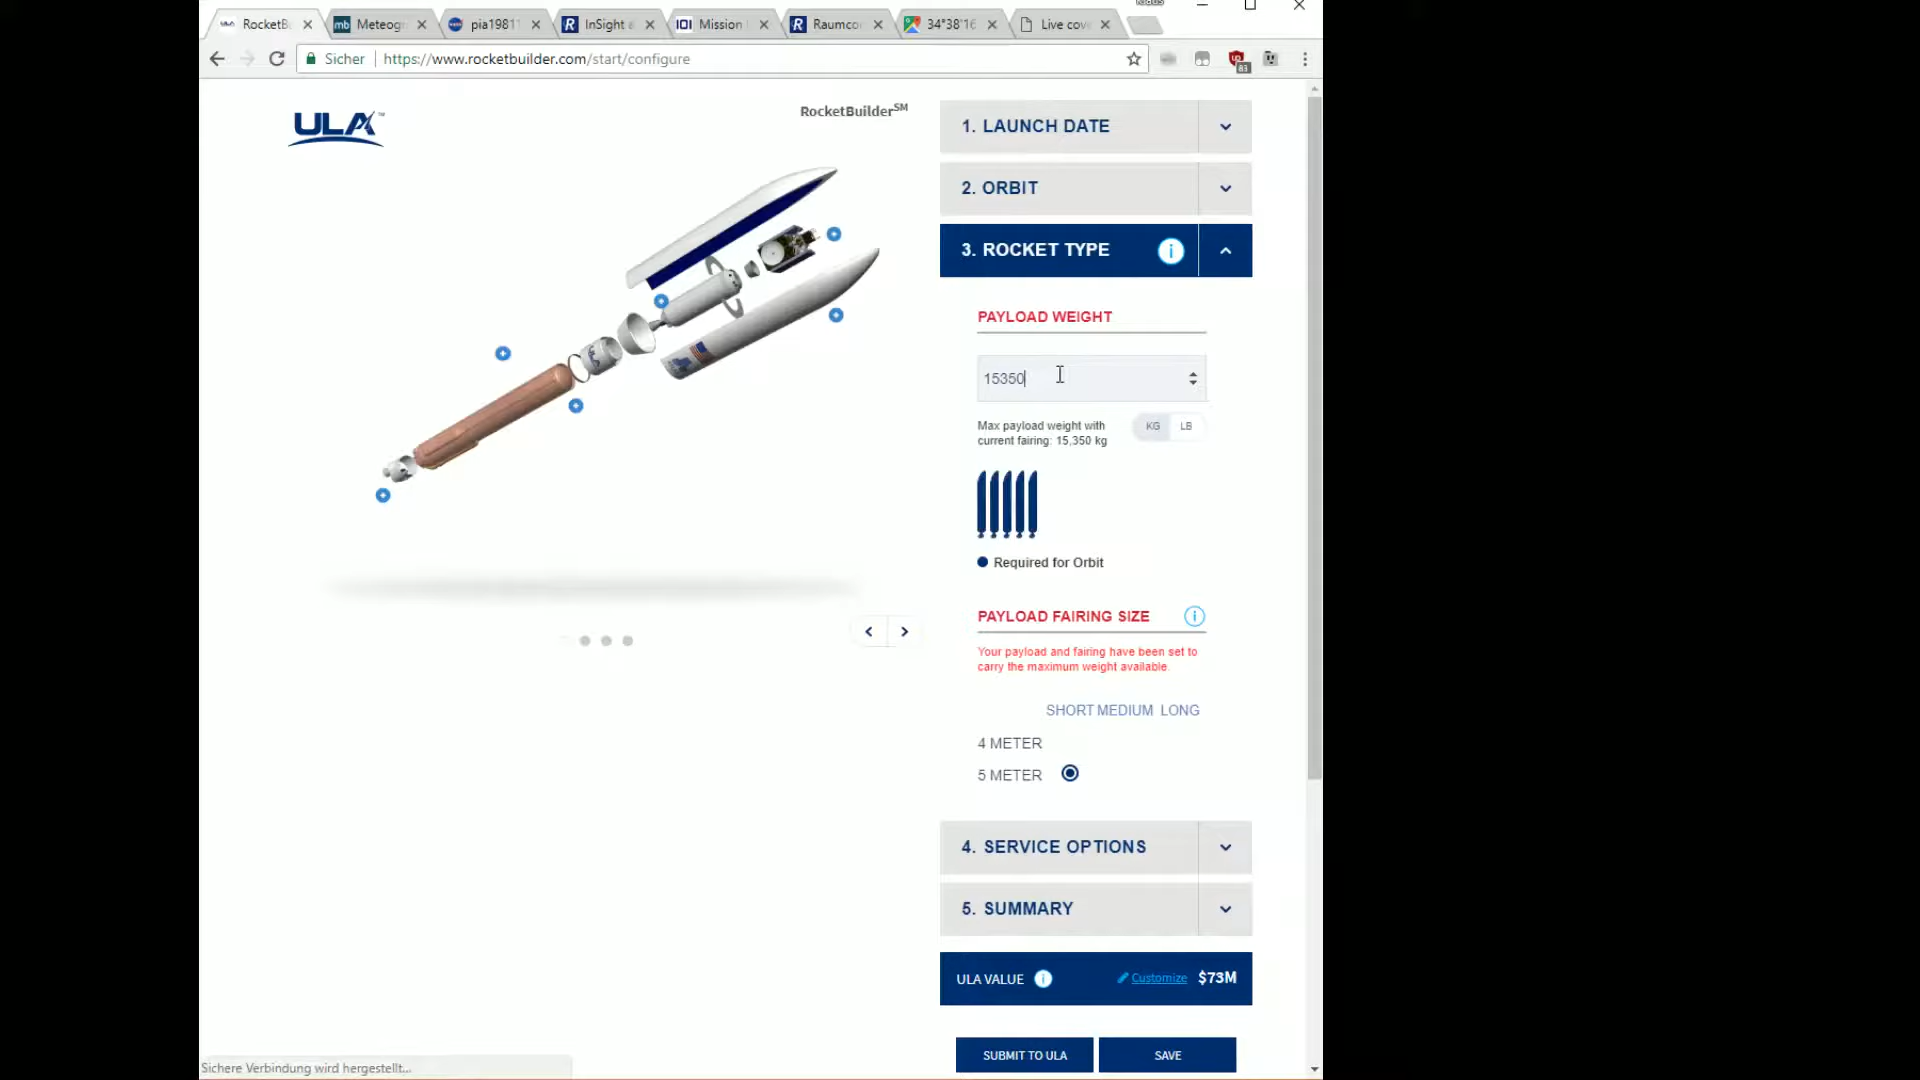 RocketB
Meteog
pia1981
InSight a
IOI Mission
Raumco
34°38'16
Live cov
Sicher
https://www.rocketbuilder.com/start/configure
83
ULA
RocketBuilder℠
1. LAUNCH DATE
2. ORBIT
3. ROCKET TYPE
i
PAYLOAD WEIGHT
15350
Max payload weight with
current fairing: 15,350 kg
KG
LB
Required for Orbit
PAYLOAD FAIRING SIZE
i
Your payload and fairing have been set to
carry the maximum weight available.
SHORT MEDIUM LONG
4 METER
5 METER
4. SERVICE OPTIONS
5. SUMMARY
ULA VALUE i Customize $73M
SUBMIT TO ULA
SAVE
Sichere Verbindung wird hergestellt...